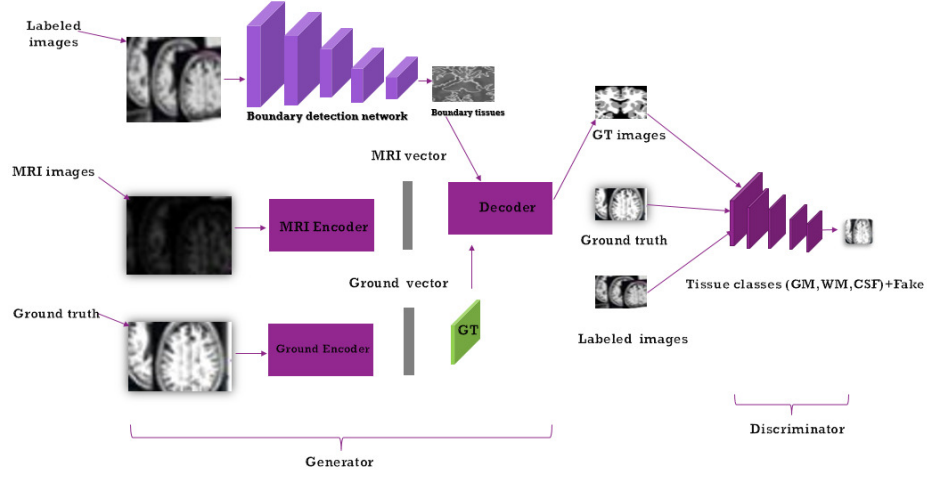 Labeled
images
Boundary detection network
Boundary tissues
GT images
MRI images
MRI vector
MRI Encoder
Decoder
Ground truth
Tissue classes (GM,WM,CSF)+Fake
Ground vector
Ground truth
Ground Encoder
GT
Labeled images
Generator
Discriminator